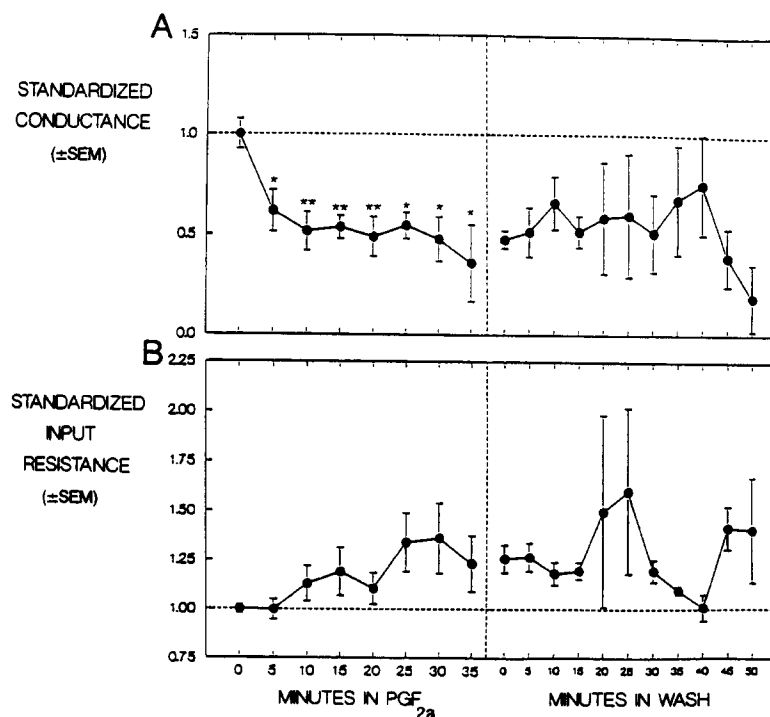 A
STANDARDIZED
CONDUCTANCE
(±SEM)
1.5
1.0
0.5
0.0
* ** ** ** * * *
B
STANDARDIZED
INPUT
RESISTANCE
(±SEM)
2.25
2.00
1.75
1.50
1.25
1.00
0.75
0 5 10 15 20 25 30 35 0 5 10 15 20 25 30 35 40 45 50
MINUTES IN PGF2a MINUTES IN WASH